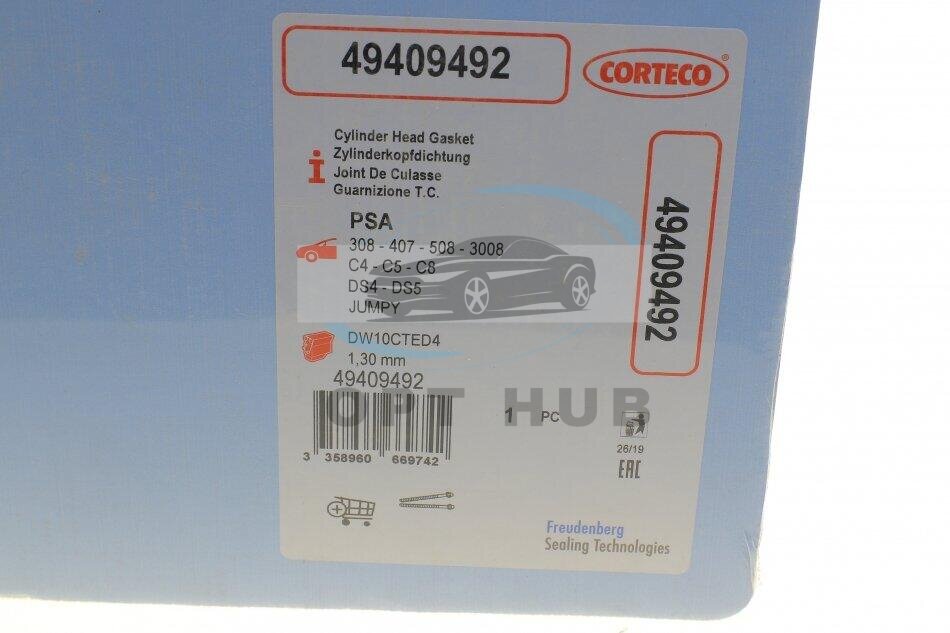 49409492
CORTECO®
Cylinder Head Gasket
Zylinderkopfdichtung
Joint De Culasse
Guarnizione T.C.
PSA
308 - 407 - 508 - 3008
C4 - C5 - C8
DS4 - DS5
JUMPY
49409492
DW10CTED4
1,30 mm
49409492
OPT HUB
1 PC
3 358960 669742
26/19
EAC
Freudenberg
Sealing Technologies